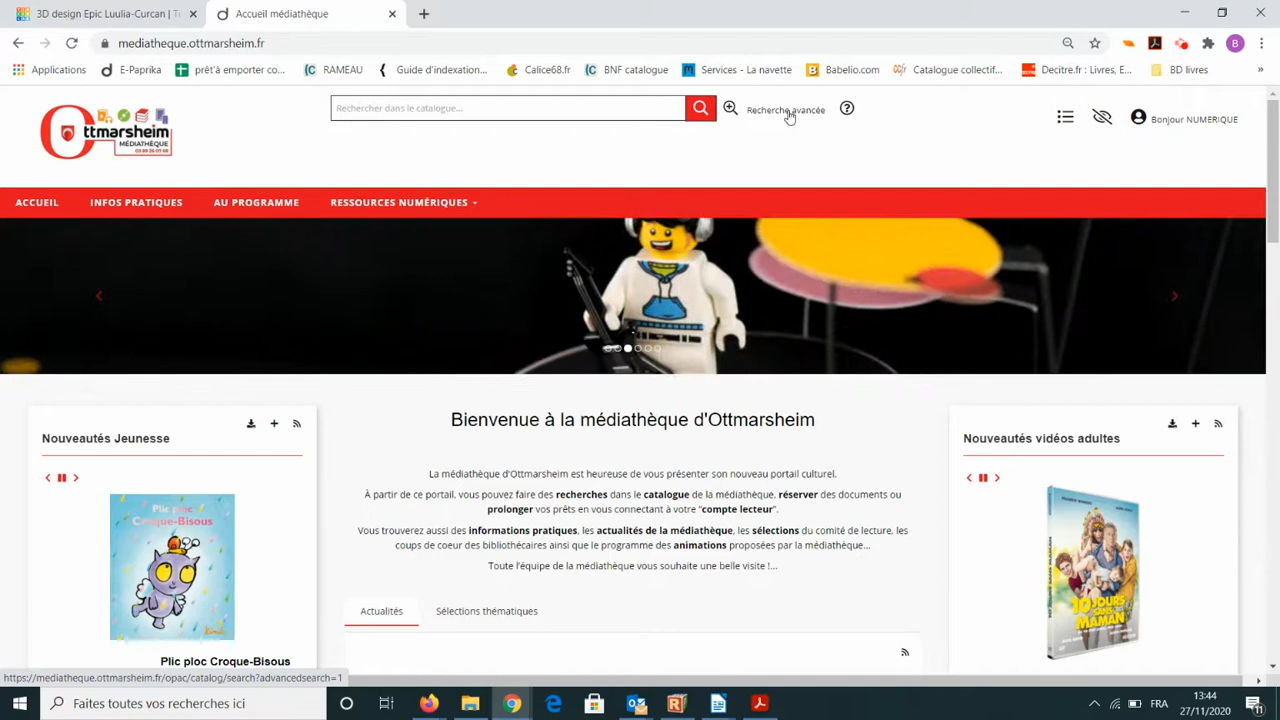 3D design Epic Luulia-Curcan | Ti
Accueil médiathèque
mediatheque.ottmarsheim.fr
Applications
E-Paprika
prêt'à emporter co...
RAMEAU
Guide d'indexation...
Calice68.fr
BNF catalogue
Services - La navette
Babelio.com
Catalogue collectif...
Decitre.fr : Livres, E...
BD livres
ttmarsheim
MÉDIATHÈQUE
Rechercher dans le catalogue...
Recherche avancée
Bonjour NUMERIQUE
ACCUEIL
INFOS PRATIQUES
AU PROGRAMME
RESSOURCES NUMÉRIQUES
Nouveautés Jeunesse
Plic ploc
Croque-Bisous
Plic ploc Croque-Bisous
Bienvenue à la médiathèque d'Ottmarsheim
La médiathèque d'Ottmarsheim est heureuse de vous présenter son nouveau portail culturel.
À partir de ce portail, vous pouvez faire des recherches dans le catalogue de la médiathèque, réserver des documents ou
prolonger vos prêts en vous connectant à votre "compte lecteur".
Vous trouverez aussi des informations pratiques, les actualités de la médiathèque, les sélections du comité de lecture, les
coups de coeur des bibliothécaires ainsi que le programme des animations proposées par la médiathèque...
Toute l'équipe de la médiathèque vous souhaite une belle visite !...
Actualités
Sélections thématiques
Nouveautés vidéos adultes
10 JOURS
SANS
MAMAN
https://mediatheque.ottmarsheim.fr/opac/catalog/search?advancedsearch=1
Faites toutes vos recherches ici
FRA
13:44
27/11/2020